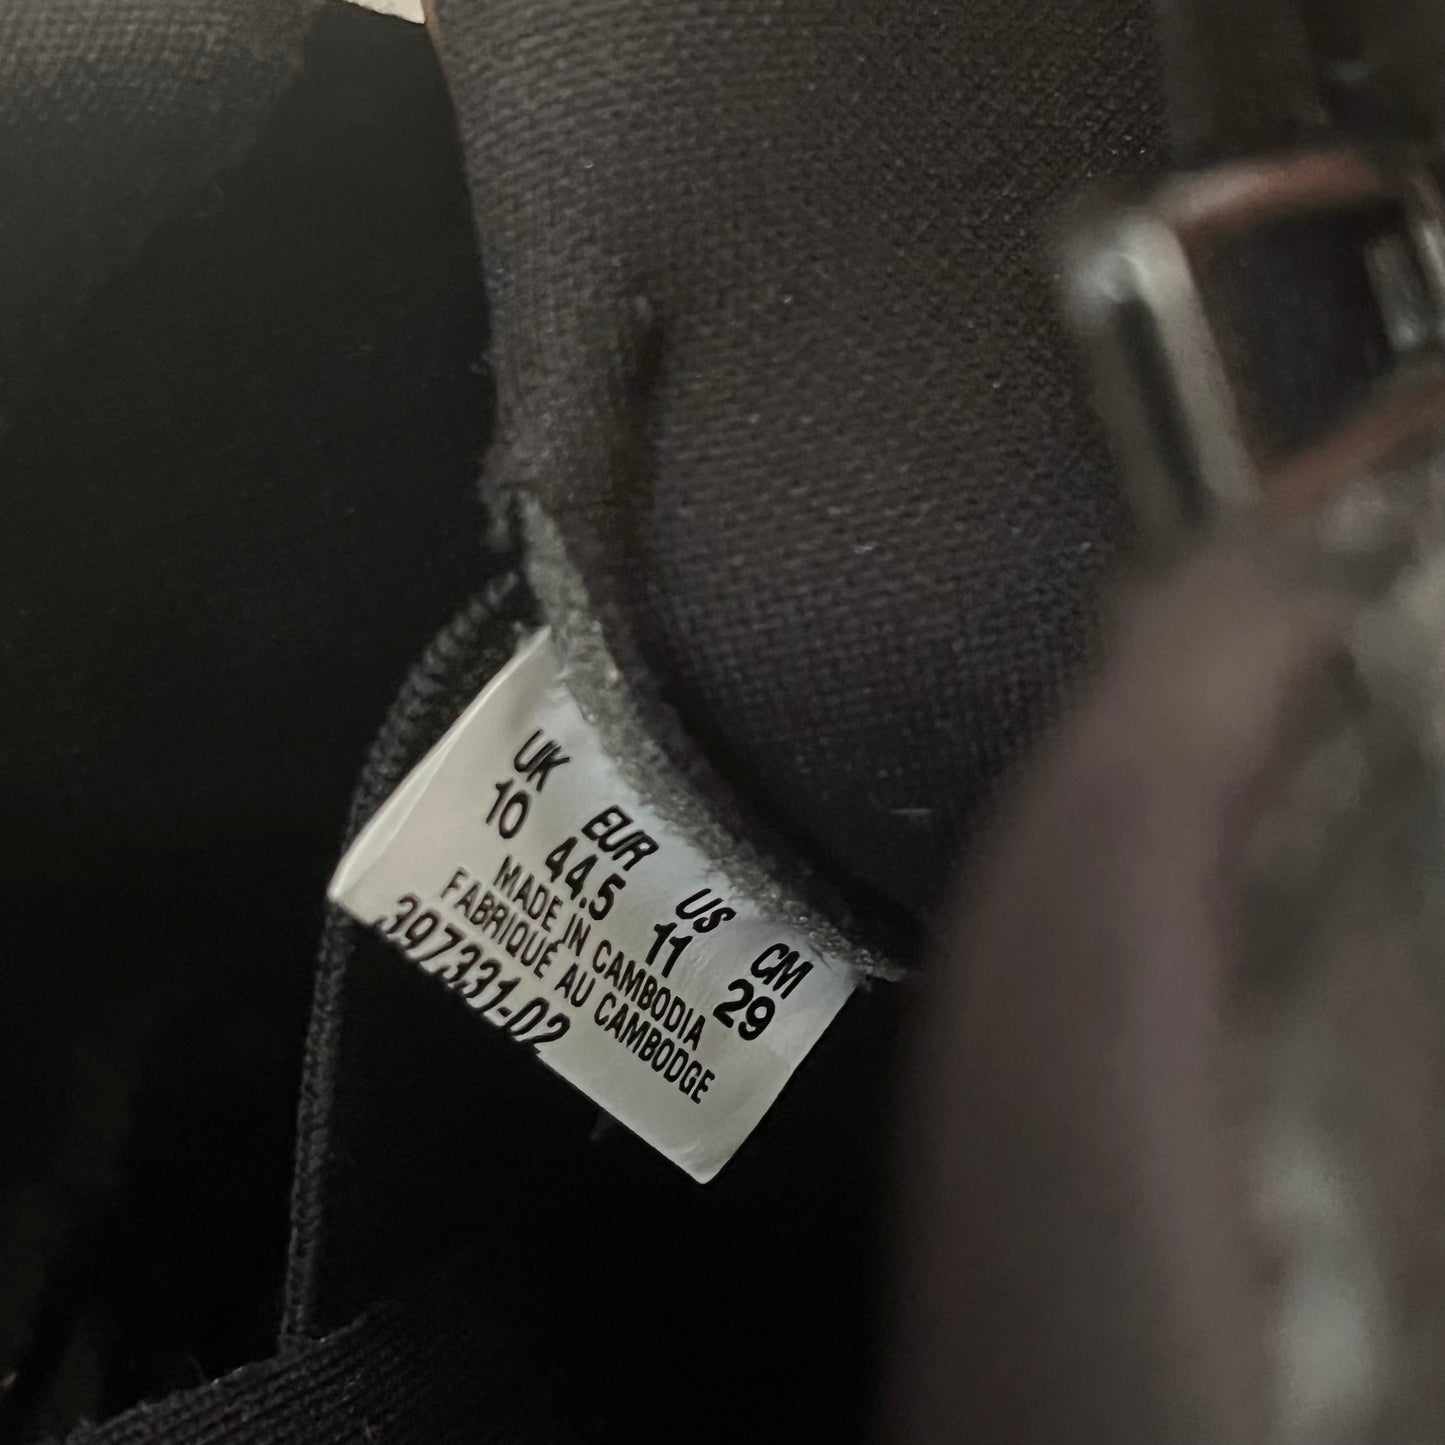 UK EUR US CM
10 44.5 11 29
MADE IN CAMBODIA
FABRIQUÉ AU CAMBODGE
397331-02